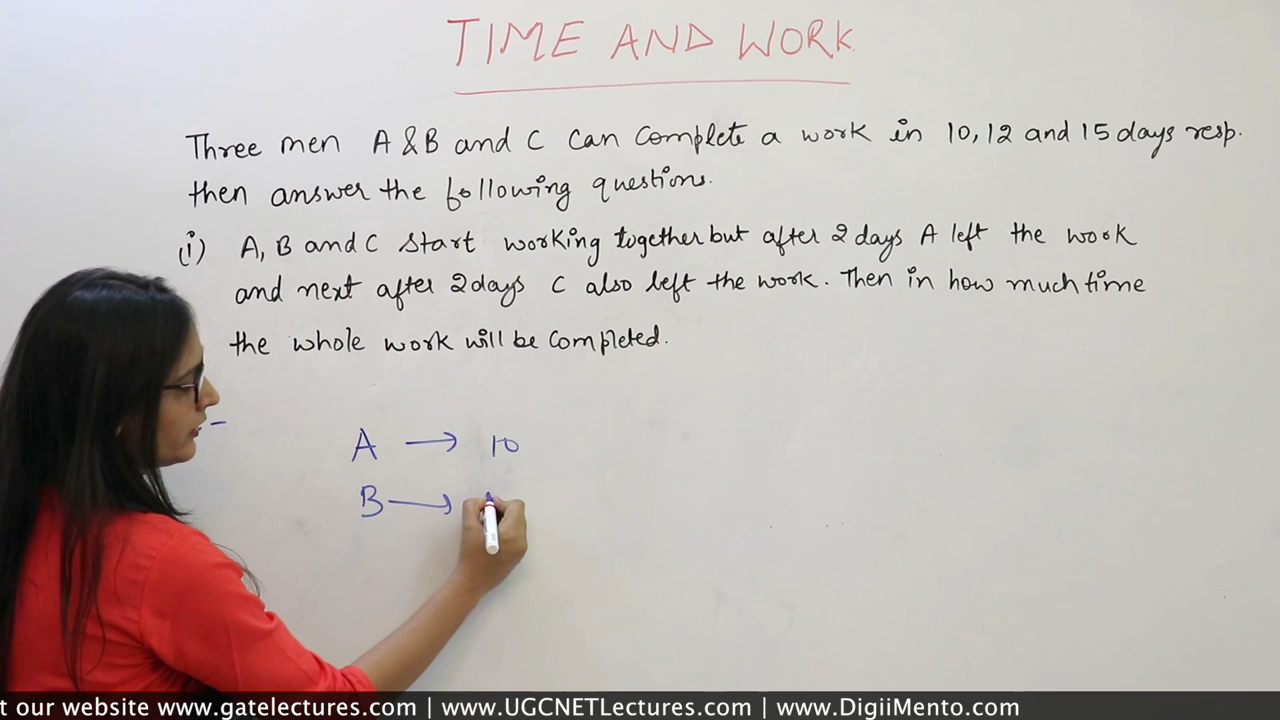 TIME AND WORK
Three men A & B and C can complete a work in 10, 12 and 15 days resp.
then answer the following questions.
(i) A, B and C start working together but after 2 days A left the work
and next after 2 days C also left the work. Then in how much time
the whole work will be completed.
A → 10
B →
t our website www.gatelectures.com | www.UGCNETLectures.com | www.DigiiMento.com